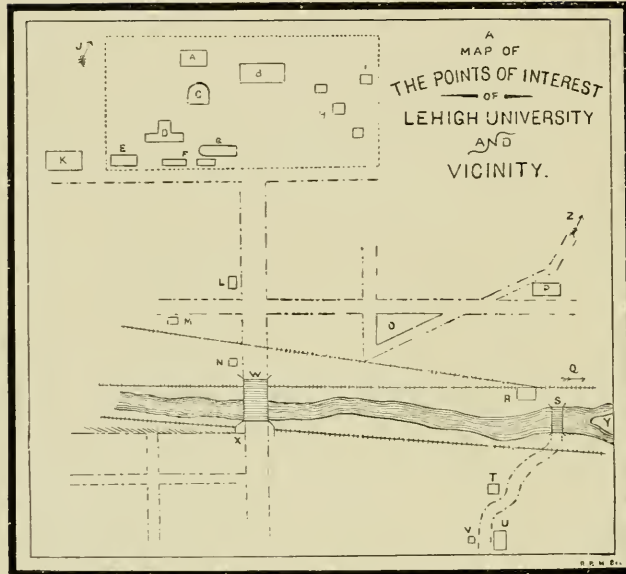 A
MAP OF
THE POINTS OF INTEREST
OF
LEHIGH UNIVERSITY
AND
VICINITY.
J
A
B
I
C
H
D
G
E
F
K
Z
L
P
M
O
N
W
Q
R
S
Y
X
T
V
U